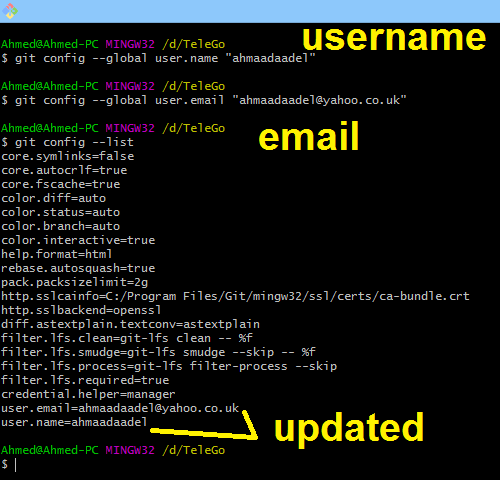 username
Ahmed@Ahmed-PC MINGW32 /d/TeleGo
$ git config --global user.name "ahmaadaadel"
$ git config --global user.email "ahmaadaadel@yahoo.co.uk"
email
Ahmed@Ahmed-PC MINGW32 /d/TeleGo
$ git config --list
core.symlinks=false
core.autocrlf=true
core.fscache=true
color.diff=auto
color.status=auto
color.branch=auto
color.interactive=true
help.format=html
rebase.autosquash=true
pack.packsizelimit=2g
http.sslcainfo=C:/Program Files/Git/mingw32/ssl/certs/ca-bundle.crt
http.sslbackend=openssl
diff.astextplain.textconv=astextplain
filter.lfs.clean=git-lfs clean -- %f
filter.lfs.smudge=git-lfs smudge --skip -- %f
filter.lfs.process=git-lfs filter-process --skip
filter.lfs.required=true
credential.helper=manager
user.email=ahmaadaadel@yahoo.co.uk
user.name=ahmaadaadel
updated
Ahmed@Ahmed-PC MINGW32 /d/TeleGo
$